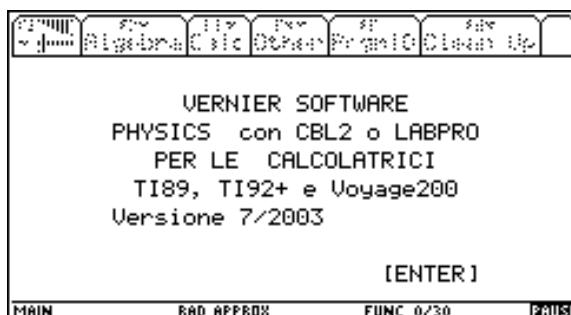 Algebra Calc Other PrgmIO Clean Up
VERNIER SOFTWARE
PHYSICS con CBL2 o LABPRO
PER LE CALCOLATRICI
TI89, TI92+ e Voyage200
Versione 7/2003
[ENTER]
MAIN RAD APPROX FUNC 0/30